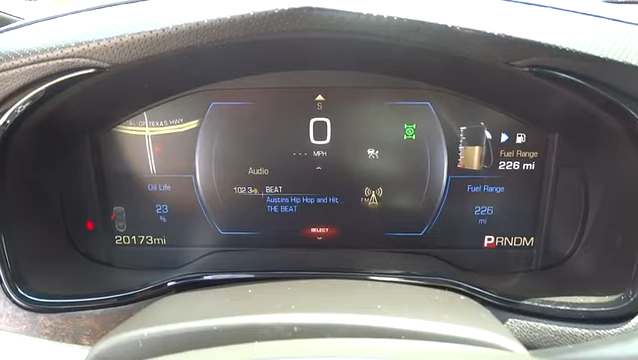 AL OF TEXAS HWY
S
0
--- MPH
Audio
102.3
BEAT
Austins Hip Hop and Hit ...
THE BEAT
FM
SELECT
Oil Life
23
%
20173mi
Fuel Range
226 mi
Fuel Range
226
mi
PRNDM